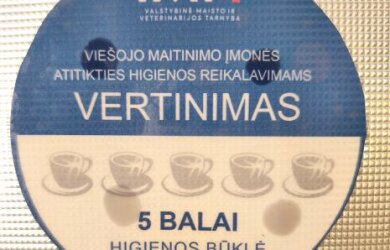 VALSTYBINĖ MAISTO IR
VETERINARIJOS TARNYBA
VIEŠOJO MAITINIMO ĮMONĖS
ATITIKTIES HIGIENOS REIKALAVIMAMS
VERTINIMAS
5 BALAI
HIGIENOS BŪKLĖ